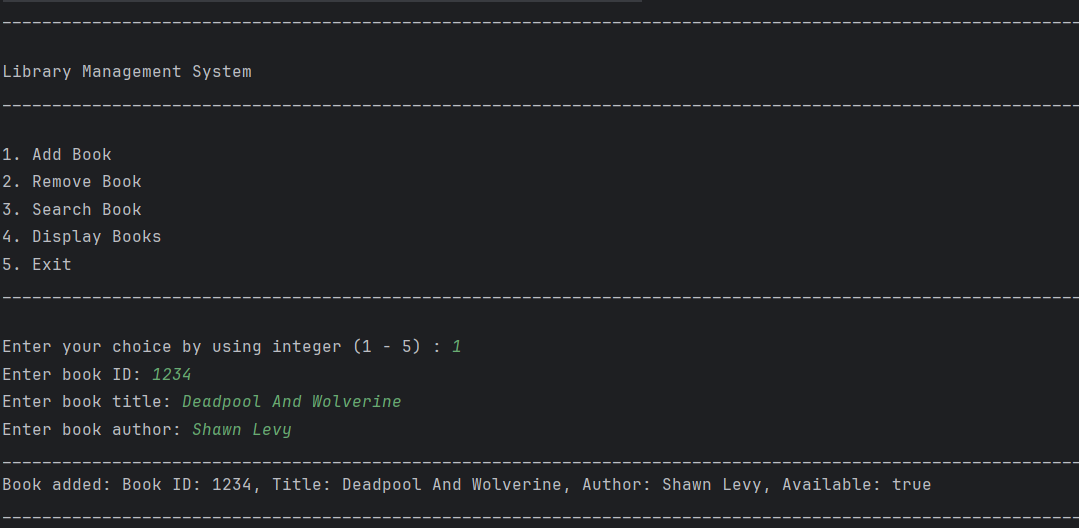 Library Management System
1. Add Book
2. Remove Book
3. Search Book
4. Display Books
5. Exit
Enter your choice by using integer (1 - 5) : 1
Enter book ID: 1234
Enter book title: Deadpool And Wolverine
Enter book author: Shawn Levy
Book added: Book ID: 1234, Title: Deadpool And Wolverine, Author: Shawn Levy, Available: true